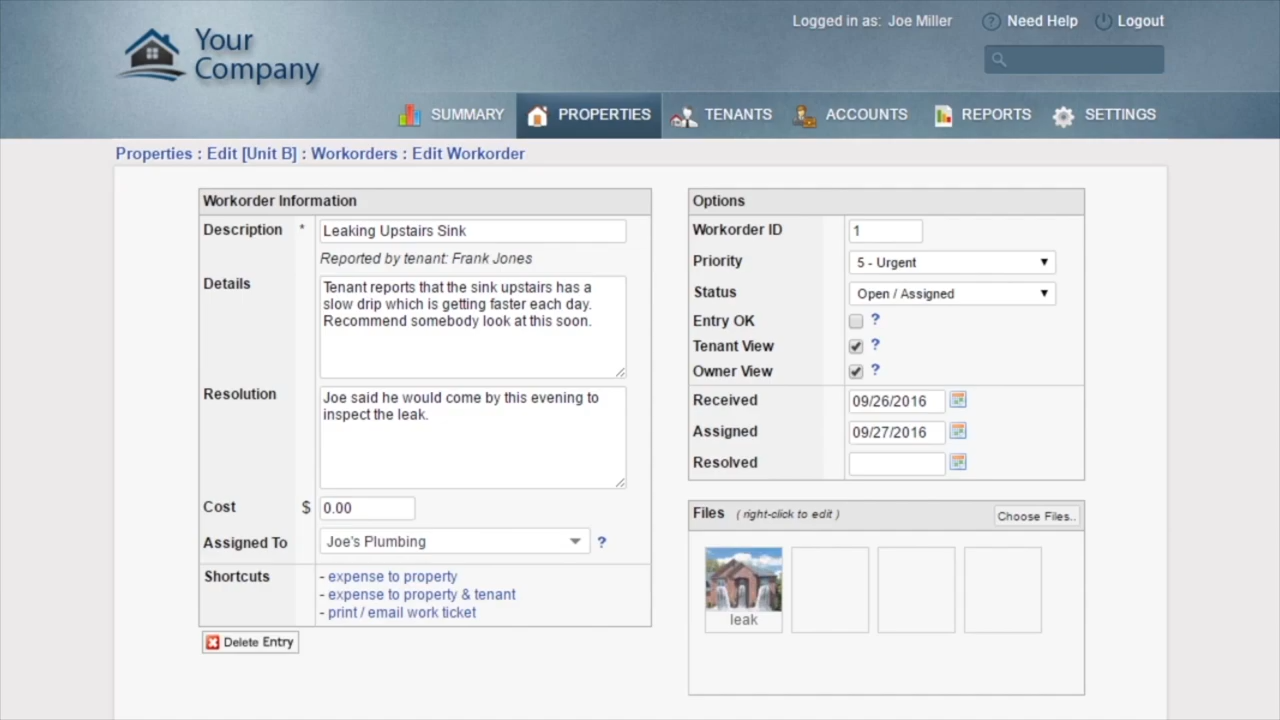 Your
Company
Logged in as: Joe Miller
Need Help
Logout
SUMMARY
PROPERTIES
TENANTS
ACCOUNTS
REPORTS
SETTINGS
Properties : Edit [Unit B] : Workorders : Edit Workorder
Workorder Information
Description * Leaking Upstairs Sink
Reported by tenant: Frank Jones
Details
Tenant reports that the sink upstairs has a
slow drip which is getting faster each day.
Recommend somebody look at this soon.
Resolution
Joe said he would come by this evening to
inspect the leak.
Cost $ 0.00
Assigned To Joe's Plumbing ?
Shortcuts
- expense to property
- expense to property & tenant
- print / email work ticket
Delete Entry
Options
Workorder ID 1
Priority 5 - Urgent
Status Open / Assigned
Entry OK ?
Tenant View ?
Owner View ?
Received 09/26/2016
Assigned 09/27/2016
Resolved
Files ( right-click to edit ) Choose Files..
leak